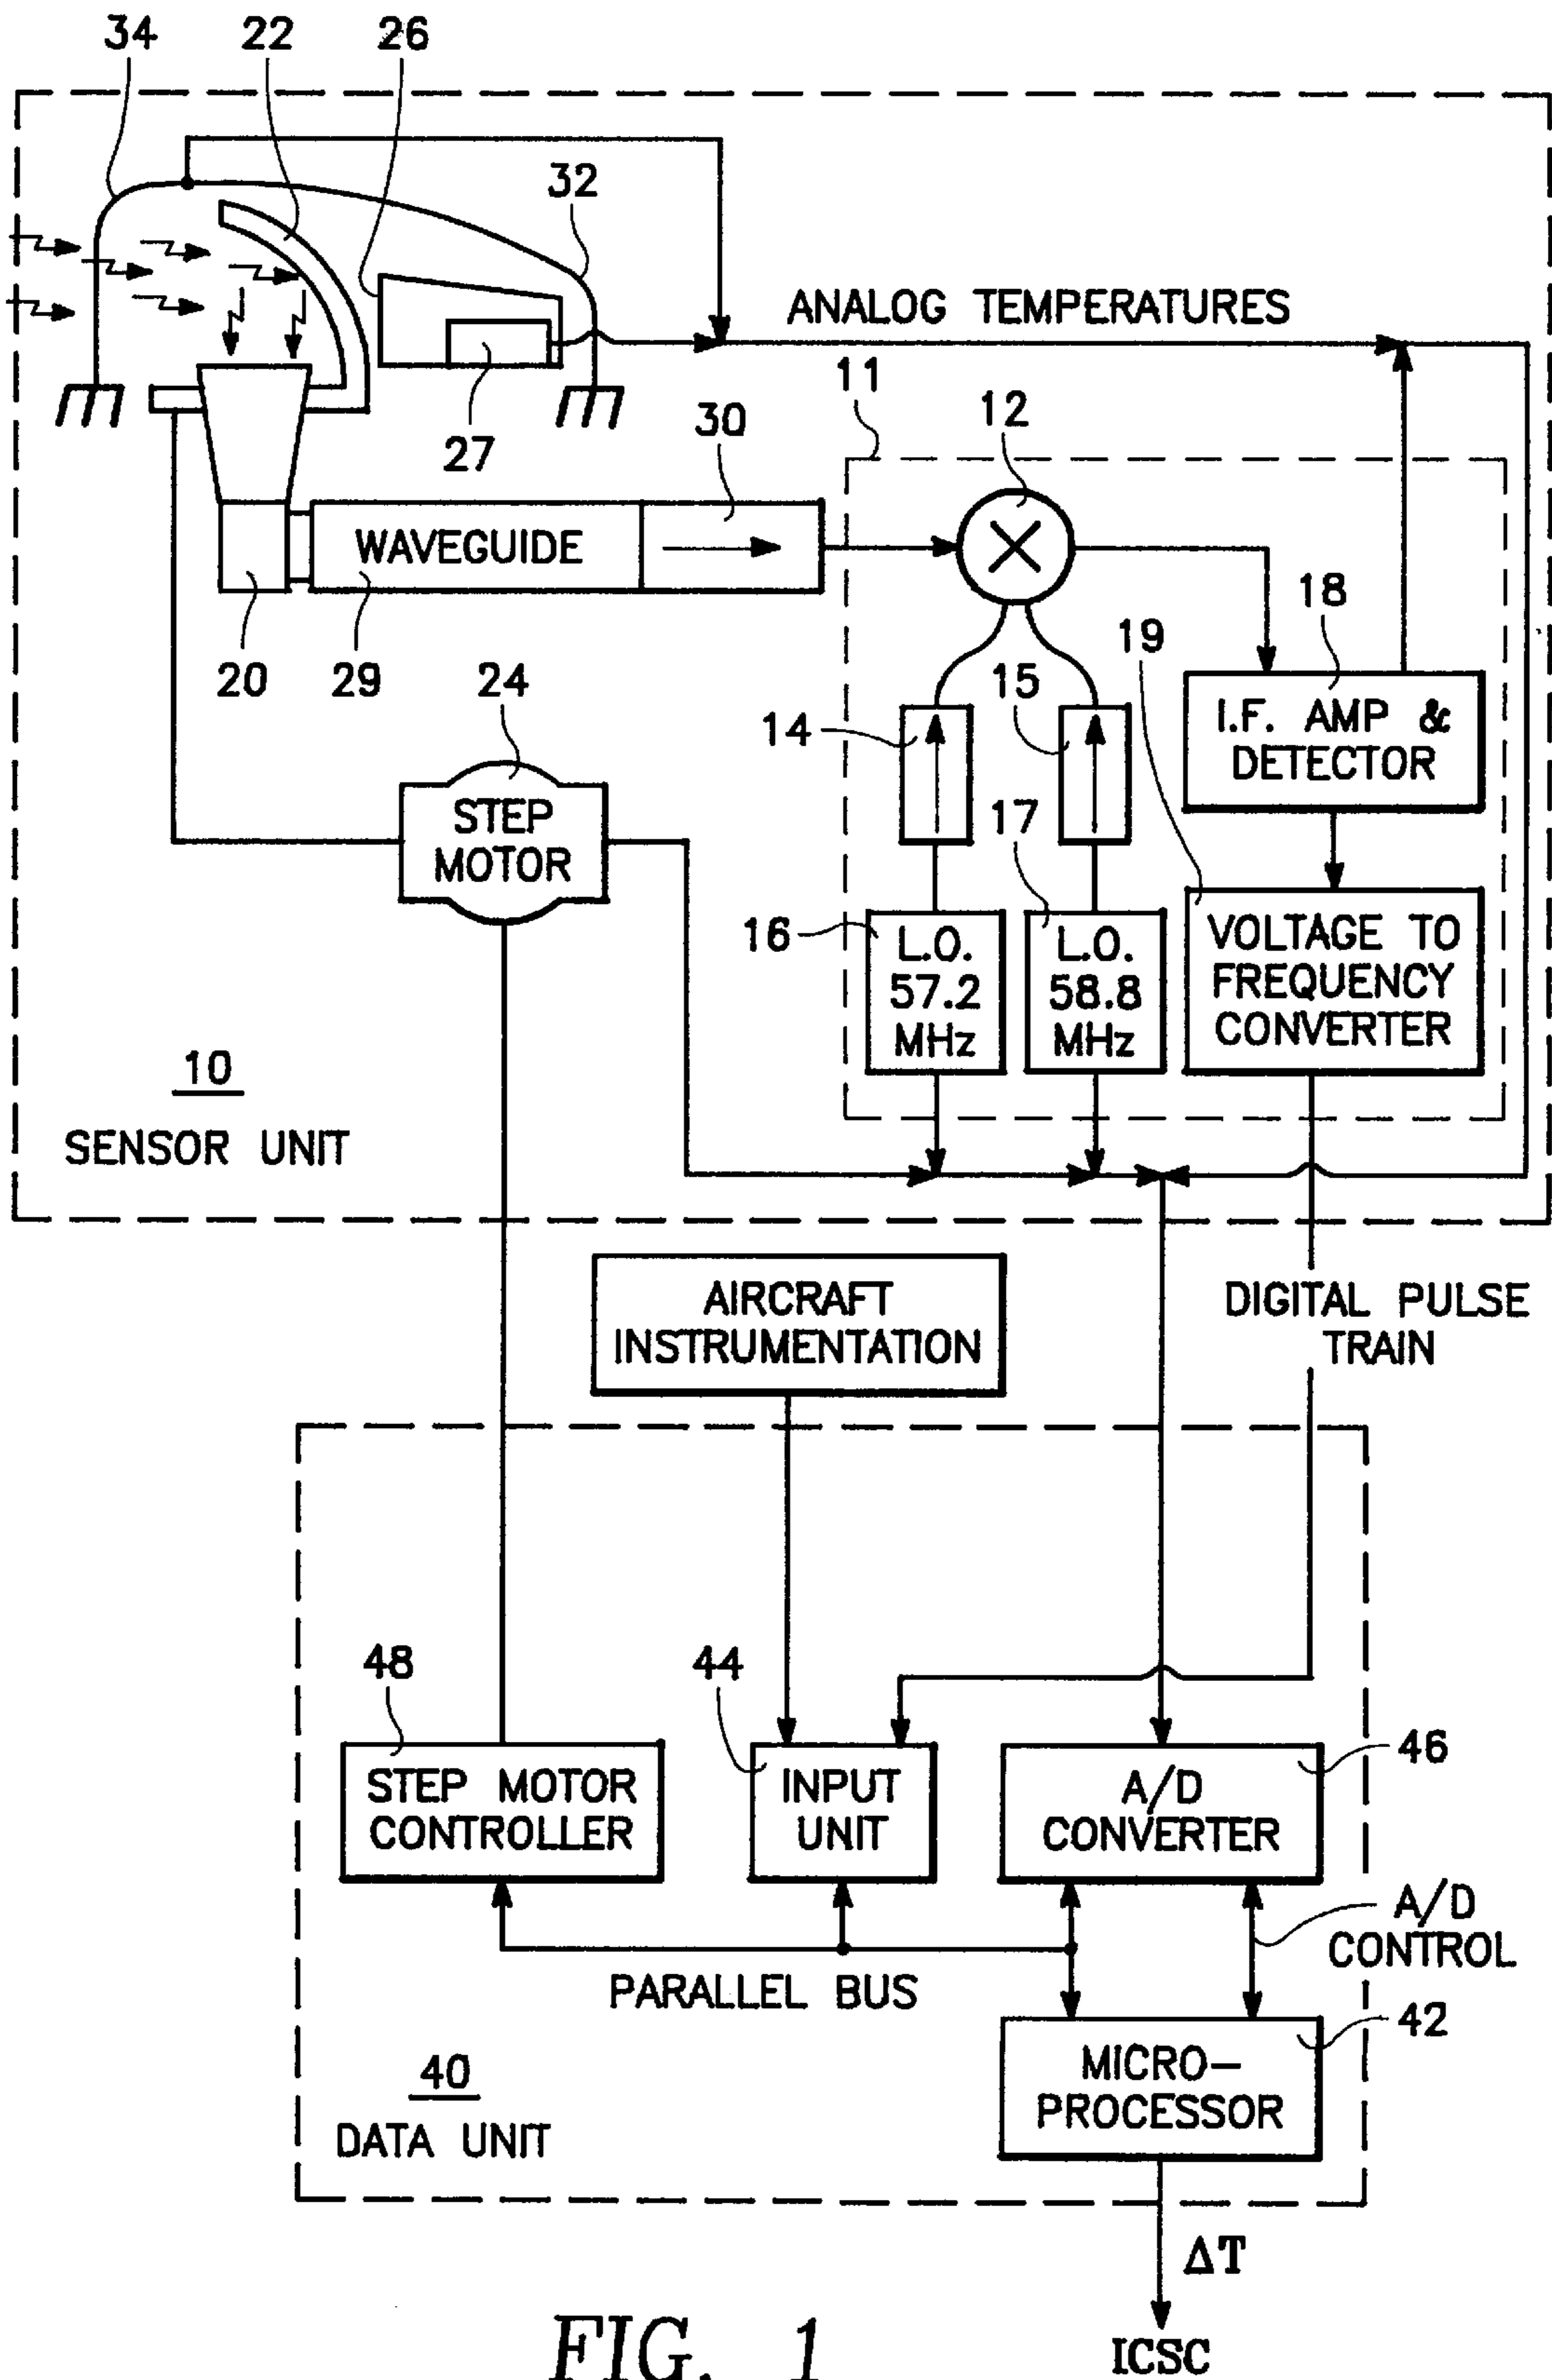 34
22
26
32
ANALOG TEMPERATURES
11
12
27
30
WAVEGUIDE
20
29
24
STEP
MOTOR
14
15
18
19
I.F. AMP &
DETECTOR
17
16
L.O.
57.2
MHz
L.O.
58.8
MHz
VOLTAGE TO
FREQUENCY
CONVERTER
10
SENSOR UNIT
AIRCRAFT
INSTRUMENTATION
DIGITAL PULSE
TRAIN
48
44
46
STEP MOTOR
CONTROLLER
INPUT
UNIT
A/D
CONVERTER
A/D
CONTROL
PARALLEL BUS
42
MICRO-
PROCESSOR
40
DATA UNIT
ΔT
ICSC
FIG. 1